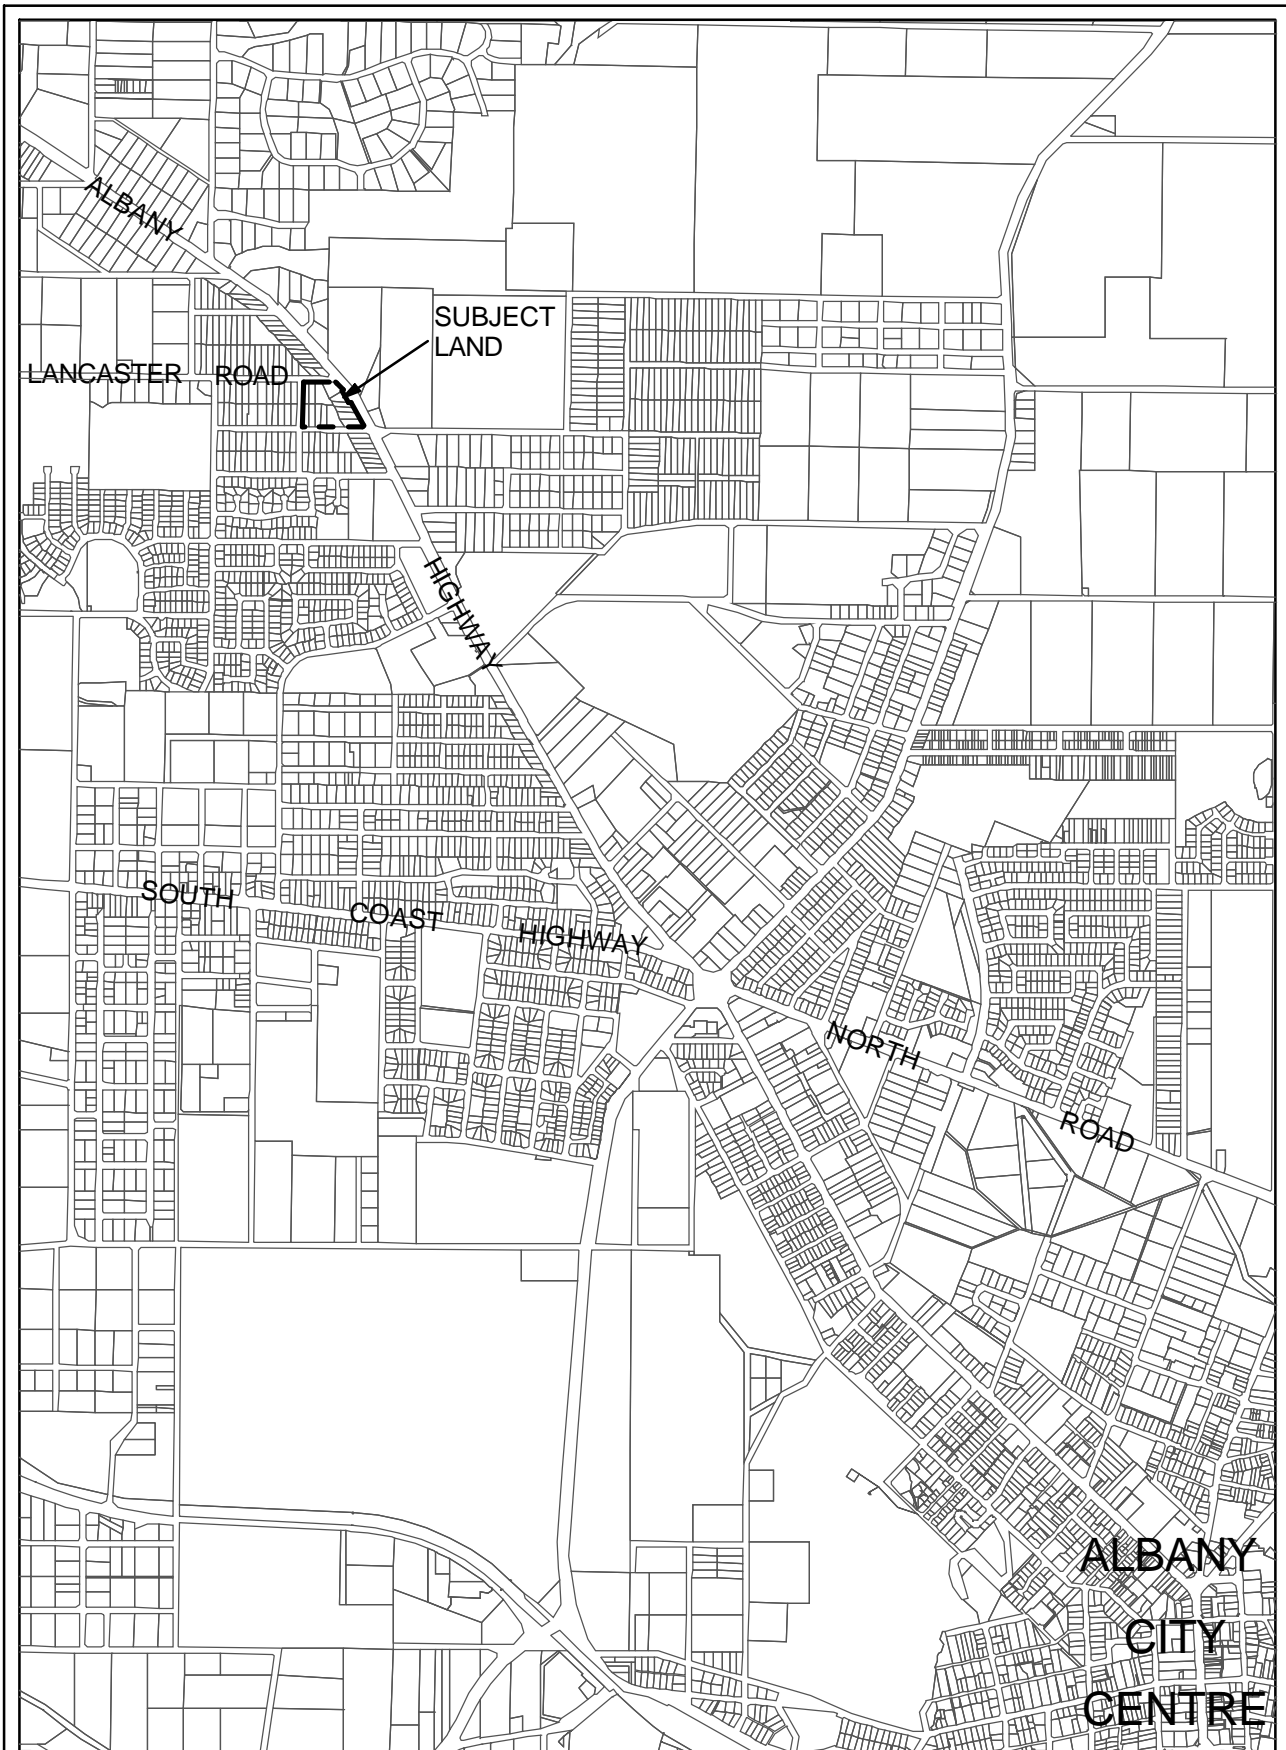 ALBANY
SUBJECT
LAND
LANCASTER ROAD
HIGHWAY
SOUTH COAST HIGHWAY
NORTH ROAD
ALBANY
CITY
CENTRE